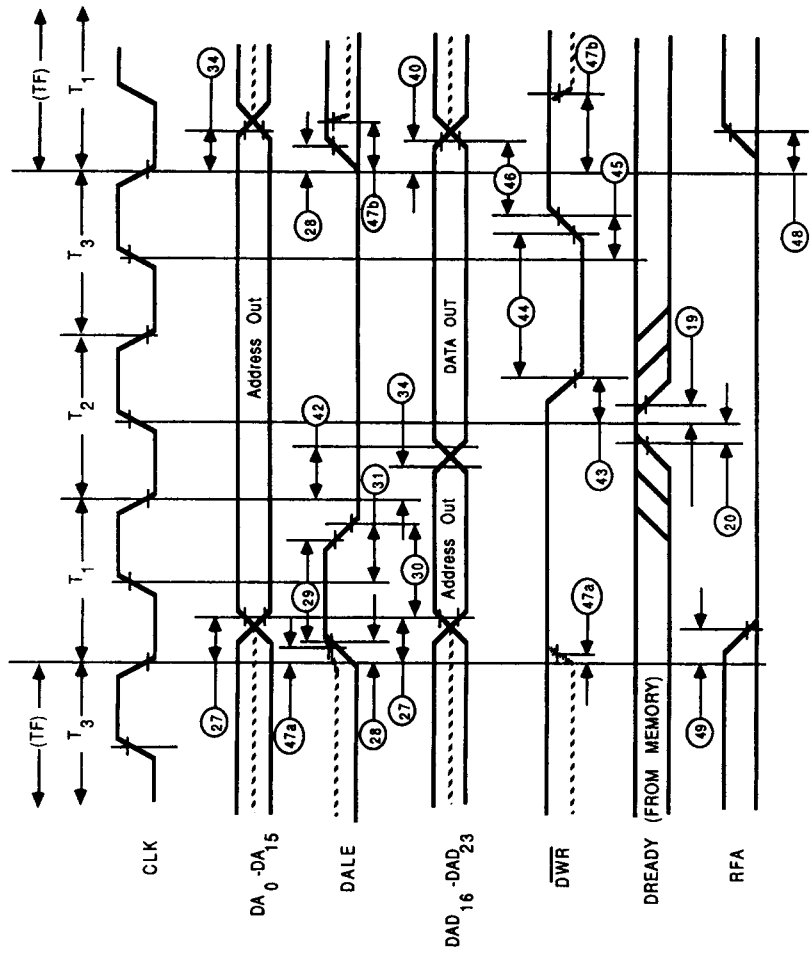 (TF)
(TF)
T3
T1
T2
T3
T1
CLK
27
34
DA0-DA15
Address Out
47a
29
42
28
DALE
28
31
47b
27
30
34
40
DAD16-DAD23
Address Out
DATA OUT
46
47a
43
44
45
47b
DWR
20
19
DREADY (FROM MEMORY)
49
48
RFA